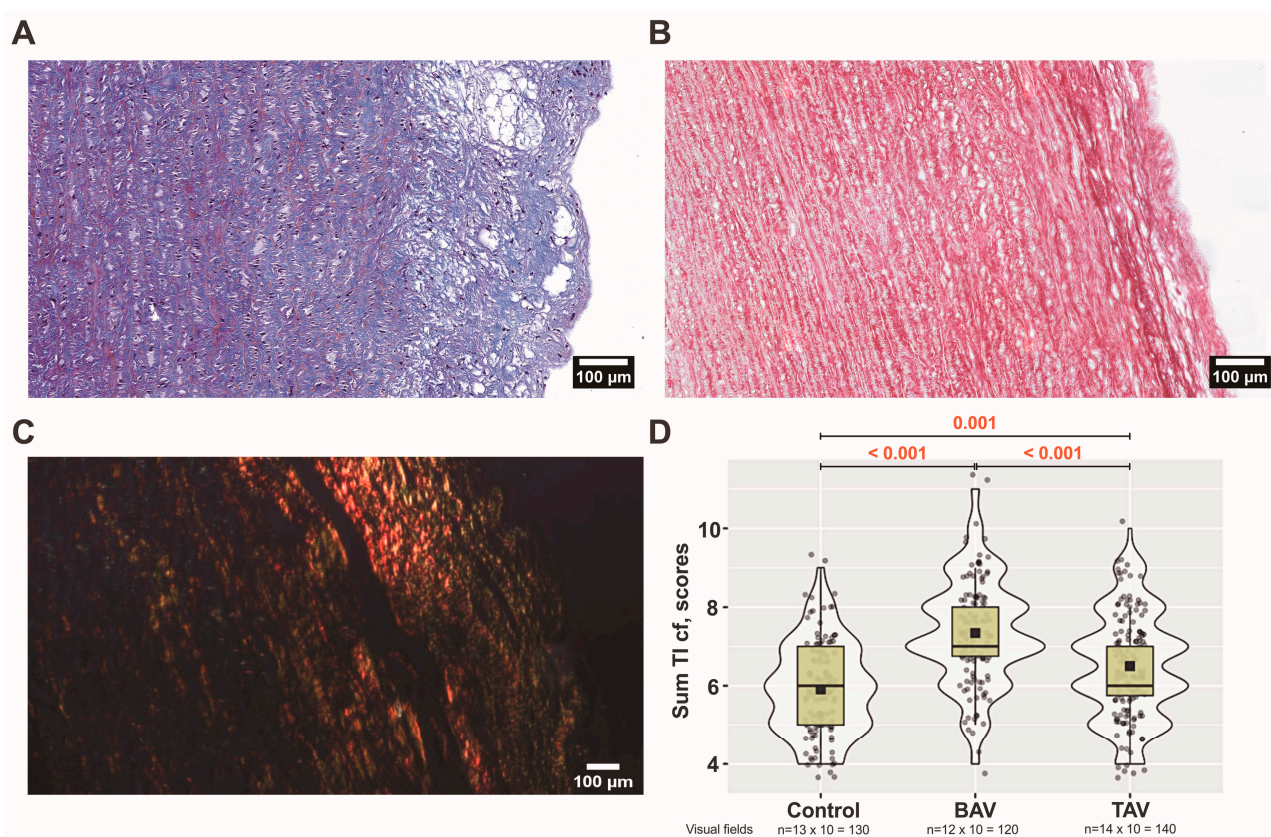 A
B
100 µm
100 µm
C
D
100 µm
0.001
< 0.001
< 0.001
Sum TI cf, scores
10
8
6
4
Control
BAV
TAV
Visual fields
n=13 x 10 = 130
n=12 x 10 = 120
n=14 x 10 = 140